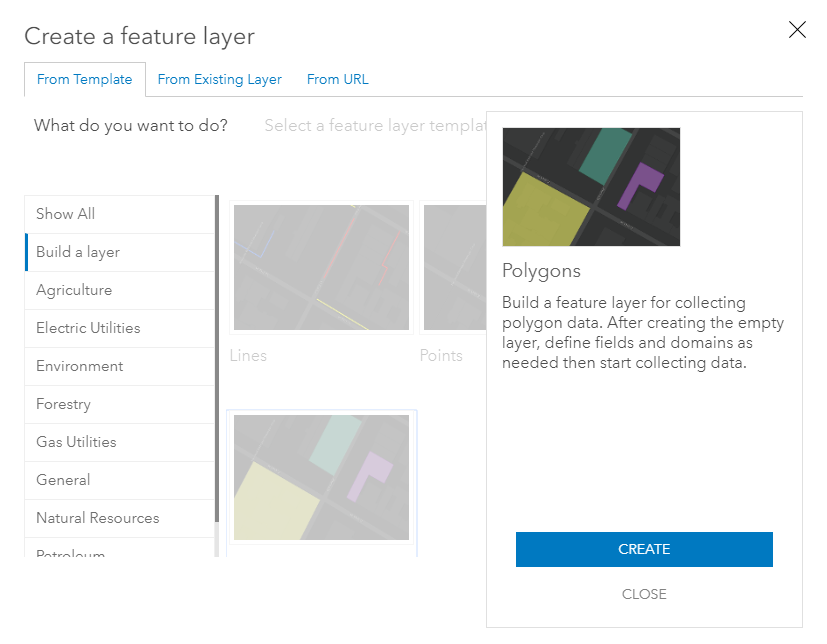 Create a feature layer
From Template
From Existing Layer
From URL
What do you want to do?
Select a feature layer templat
Show All
Build a layer
Agriculture
Electric Utilities
Environment
Forestry
Gas Utilities
General
Natural Resources
Petroleum
Lines
Points
Polygons
Build a feature layer for collecting
polygon data. After creating the empty
layer, define fields and domains as
needed then start collecting data.
CREATE
CLOSE